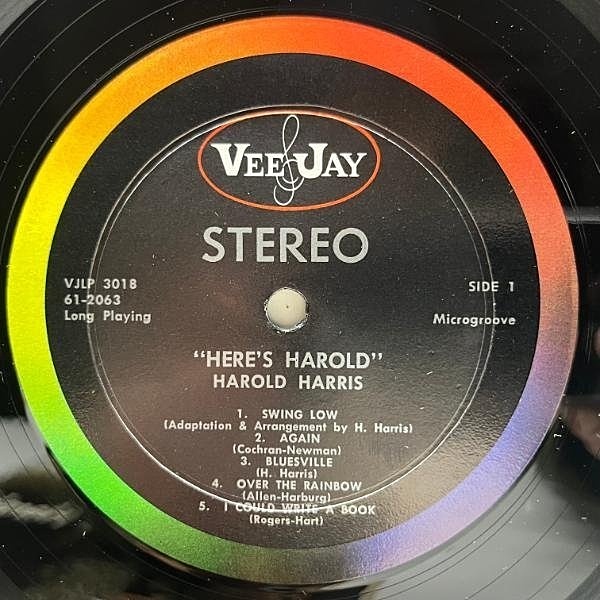 VEE JAY
STEREO
VJLP 3018
61-2063
Long Playing
SIDE 1
Microgroove
"HERE'S HAROLD"
HAROLD HARRIS
1. SWING LOW
(Adaptation & Arrangement by H. Harris)
2. AGAIN
(Cochran-Newman)
3. BLUESVILLE
(H. Harris)
4. OVER THE RAINBOW
(Allen-Harburg)
5. I COULD WRITE A BOOK
(Rogers-Hart)